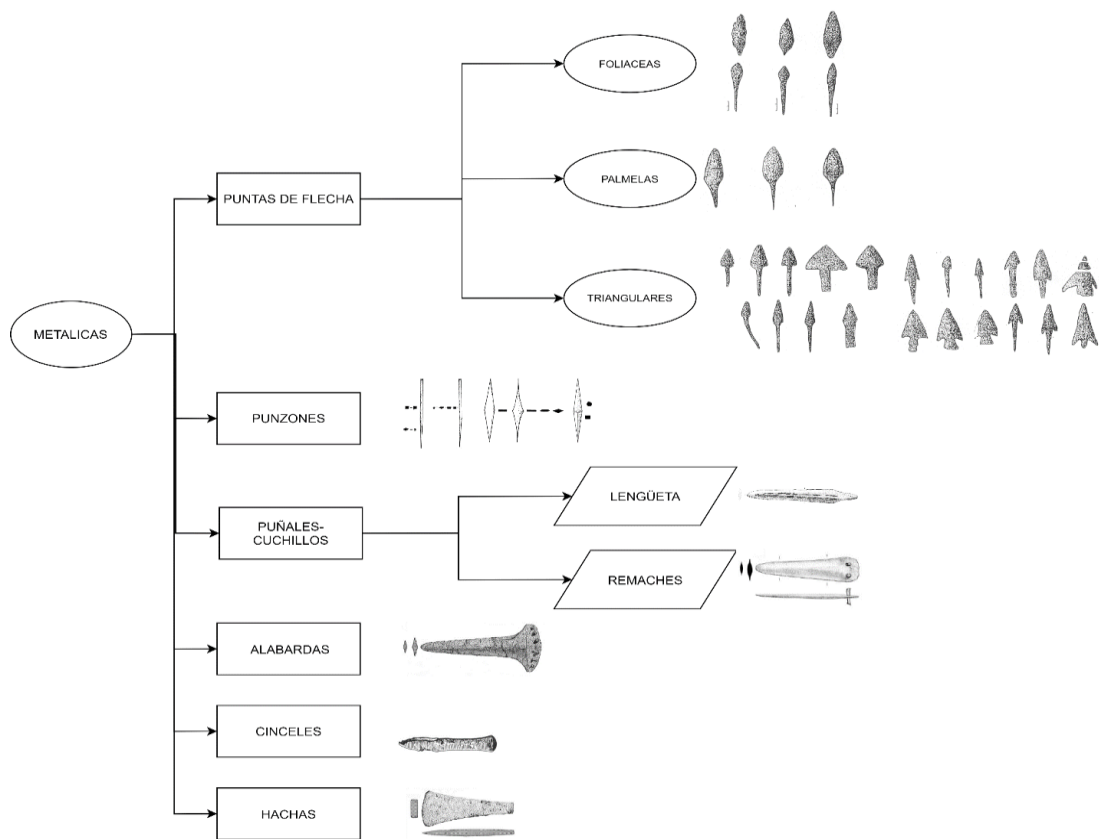 FOLIACEAS
PALMELAS
PUNTAS DE FLECHA
TRIANGULARES
METALICAS
PUNZONES
PUÑALES-
CUCHILLOS
LENGÜETA
REMACHES
ALABARDAS
CINCELES
HACHAS